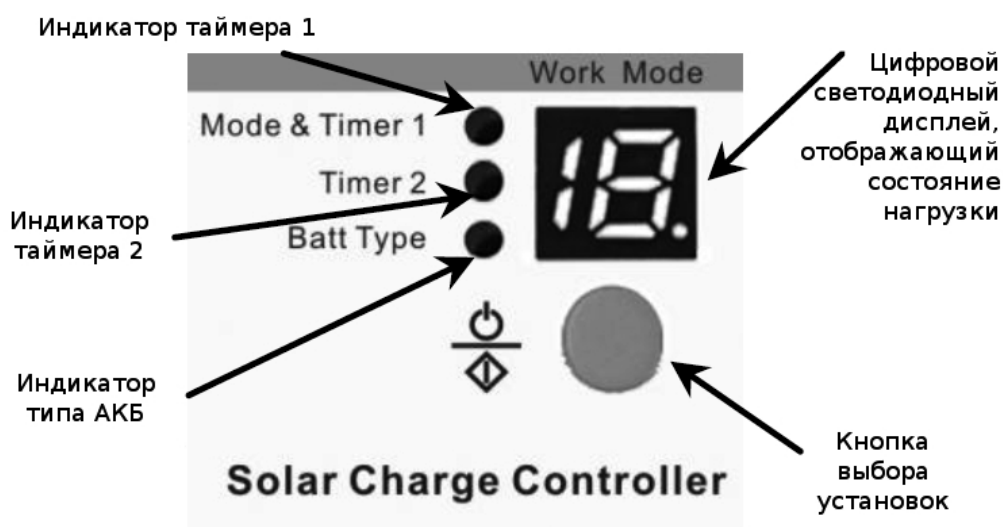 Индикатор таймера 1
Work Mode
Цифровой
светодиодный
дисплей,
отображающий
состояние
нагрузки
Mode & Timer 1
Timer 2
Batt Type
18.
Индикатор
таймера 2
Индикатор
типа АКБ
Кнопка
выбора
установок
Solar Charge Controller